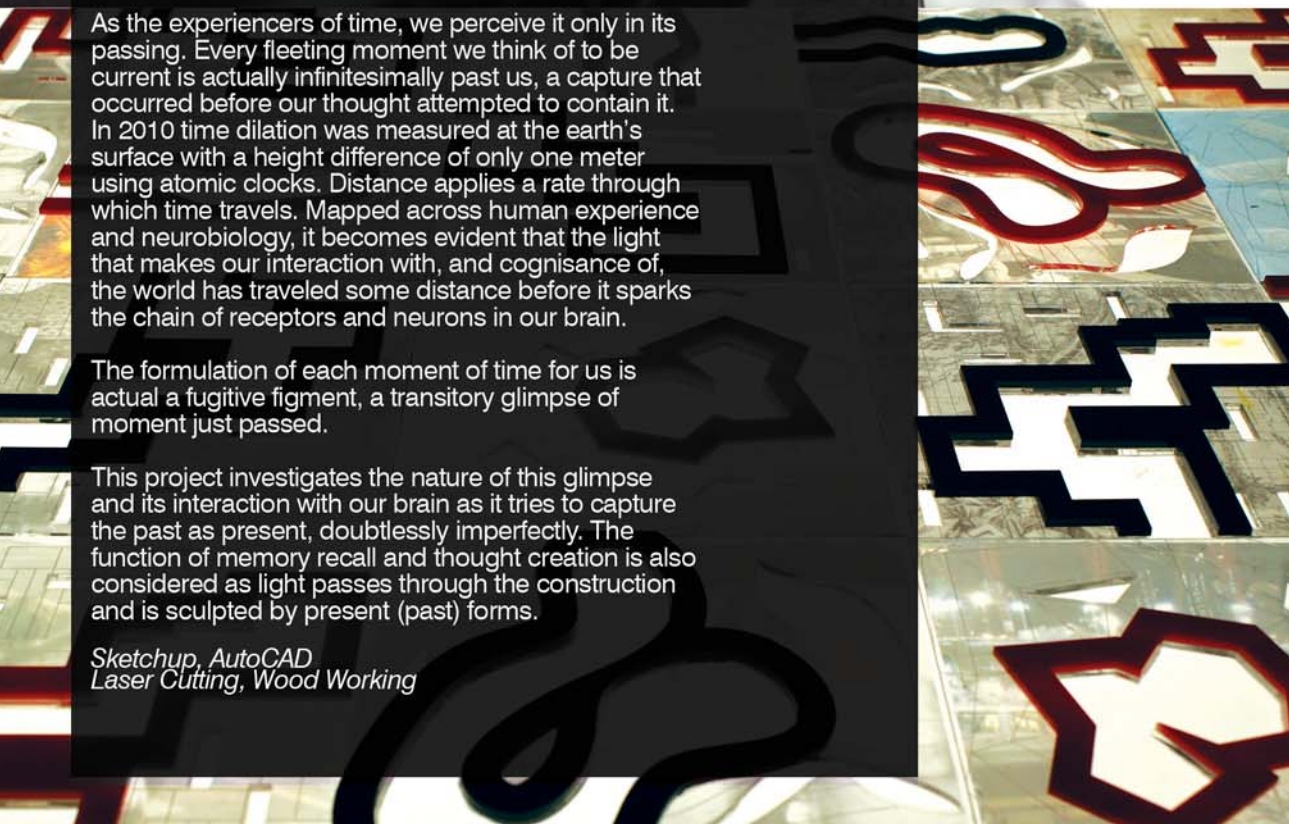 As the experiencers of time, we perceive it only in its
passing. Every fleeting moment we think of to be
current is actually infinitesimally past us, a capture that
occurred before our thought attempted to contain it.
In 2010 time dilation was measured at the earth's
surface with a height difference of only one meter
using atomic clocks. Distance applies a rate through
which time travels. Mapped across human experience
and neurobiology, it becomes evident that the light
that makes our interaction with, and cognisance of,
the world has traveled some distance before it sparks
the chain of receptors and neurons in our brain.
The formulation of each moment of time for us is
actual a fugitive figment, a transitory glimpse of
moment just passed.
This project investigates the nature of this glimpse
and its interaction with our brain as it tries to capture
the past as present, doubtlessly imperfectly. The
function of memory recall and thought creation is also
considered as light passes through the construction
and is sculpted by present (past) forms.
Sketchup, AutoCAD
Laser Cutting, Wood Working